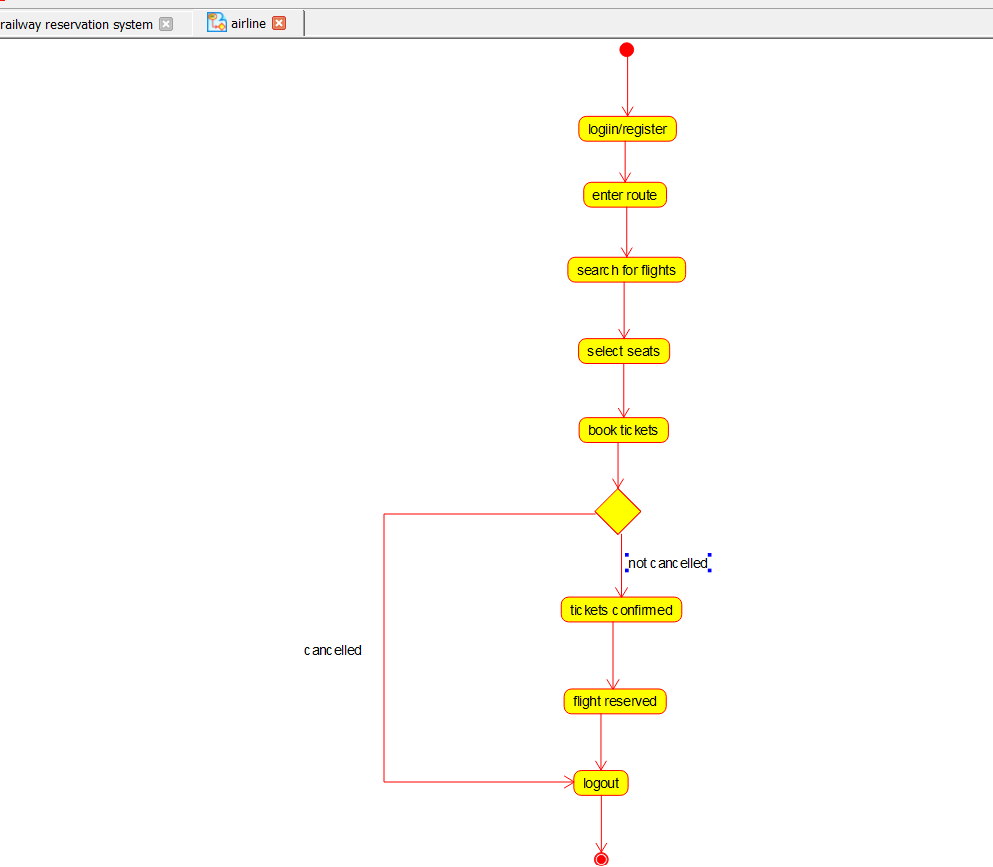 railway reservation system
airline
logiin/register
enter route
search for flights
select seats
book tickets
not cancelled
tickets confirmed
cancelled
flight reserved
logout